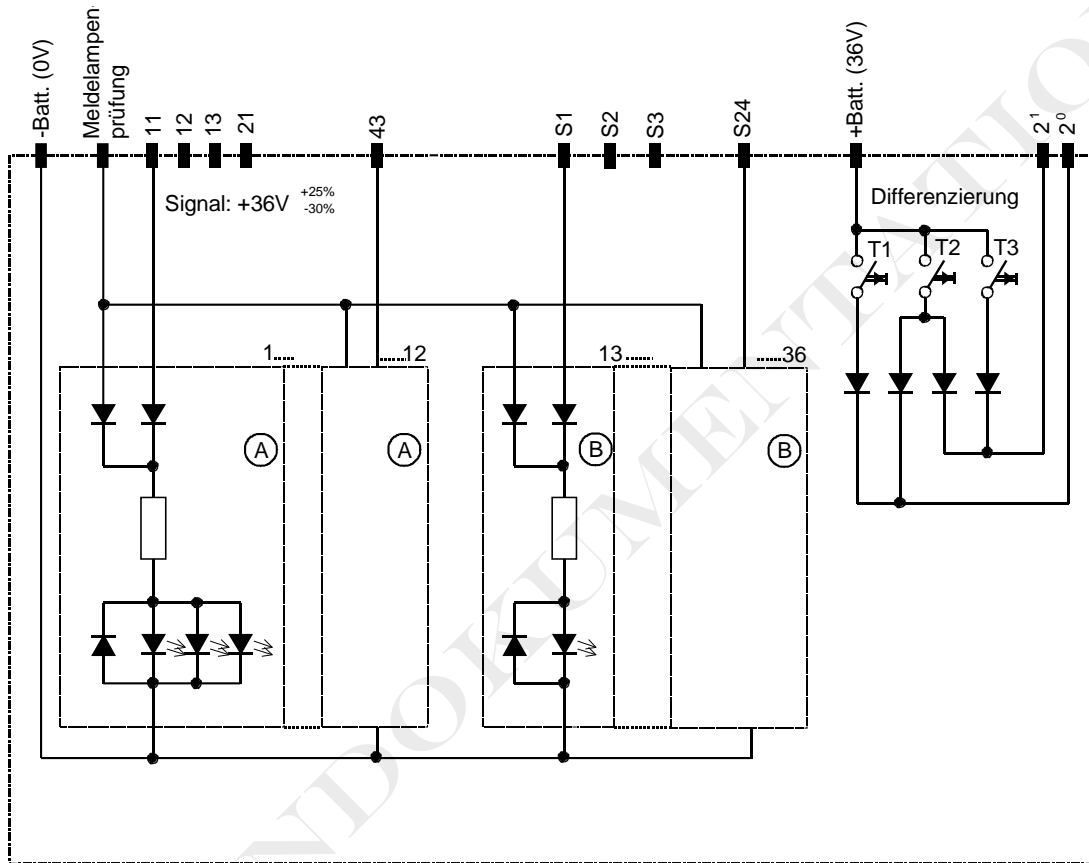 -Batt. (0V)
Meldelampen
prüfung
11
12
13
21
43
S1
S2
S3
S24
+Batt. (36V)
2¹
2⁰
Signal: +36V +25%
-30%
Differenzierung
T1 T2 T3
1..... .....12 13..... .....36
A A B B
NDOKUMENTATIO